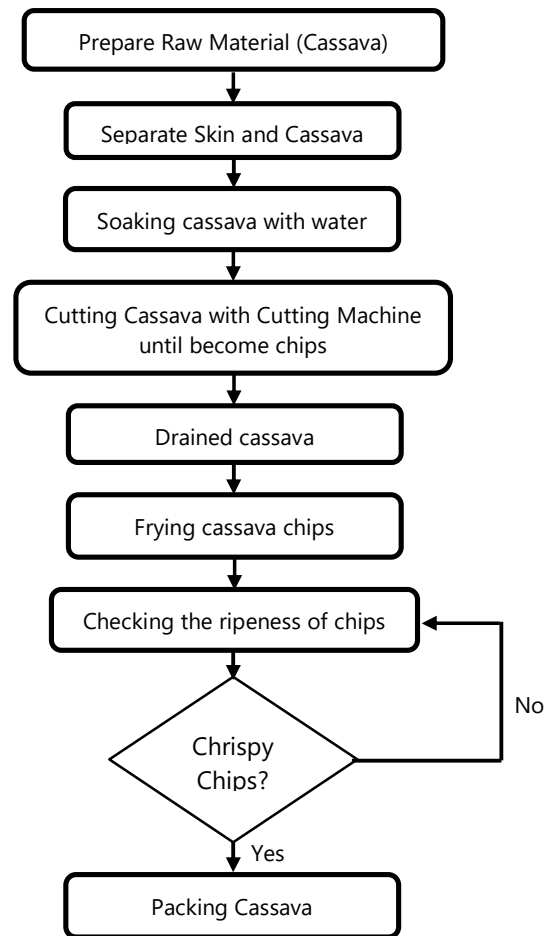 Prepare Raw Material (Cassava)
Separate Skin and Cassava
Soaking cassava with water
Cutting Cassava with Cutting Machine
until become chips
Drained cassava
Frying cassava chips
Checking the ripeness of chips
No
Chrispy
Chips?
Yes
Packing Cassava